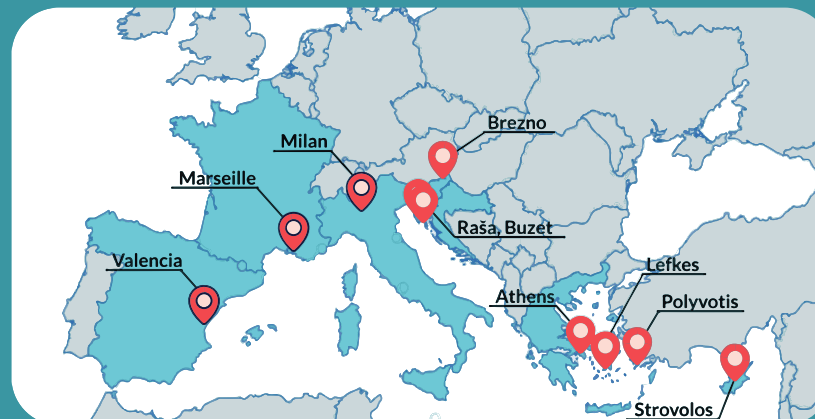 Brezno
Milan
Marseille
Raša, Buzet
Valencia
Lefkes
Athens
Polyvotis
Strovolos